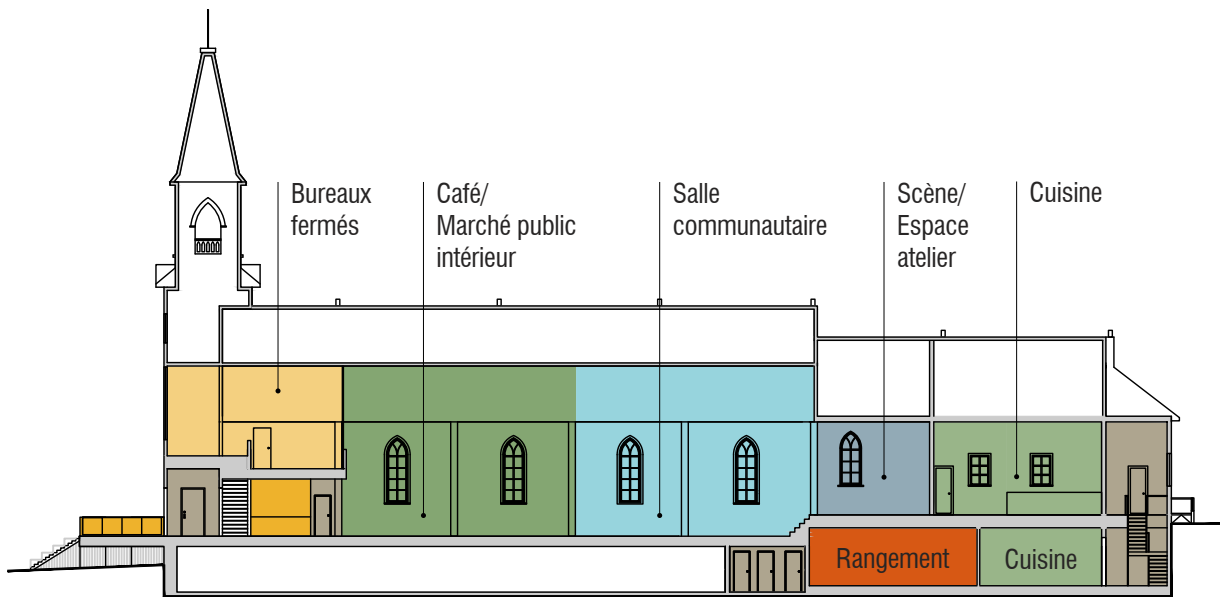 Bureaux
fermés
Café/
Marché public
intérieur
Salle
communautaire
Scène/
Espace
atelier
Cuisine
Rangement
Cuisine